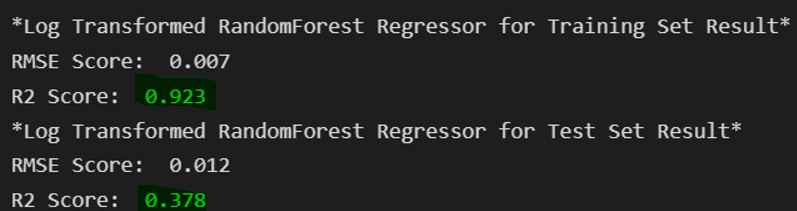 *Log Transformed RandomForest Regressor for Training Set Result*
RMSE Score:  0.007
R2 Score:  0.923
*Log Transformed RandomForest Regressor for Test Set Result*
RMSE Score:  0.012
R2 Score:  0.378